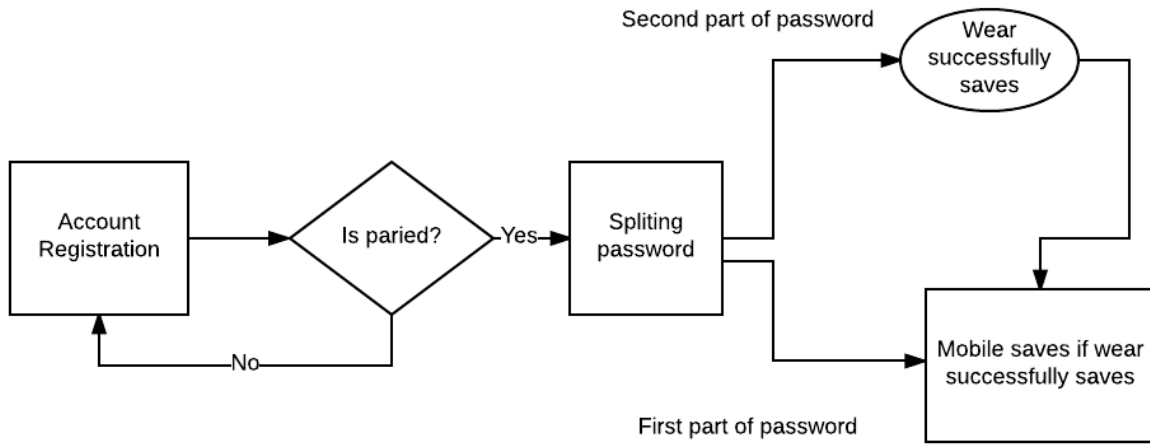 Second part of password
Wear
successfully
saves
Account
Registration
Is paried?
Yes
Spliting
password
No
Mobile saves if wear
successfully saves
First part of password